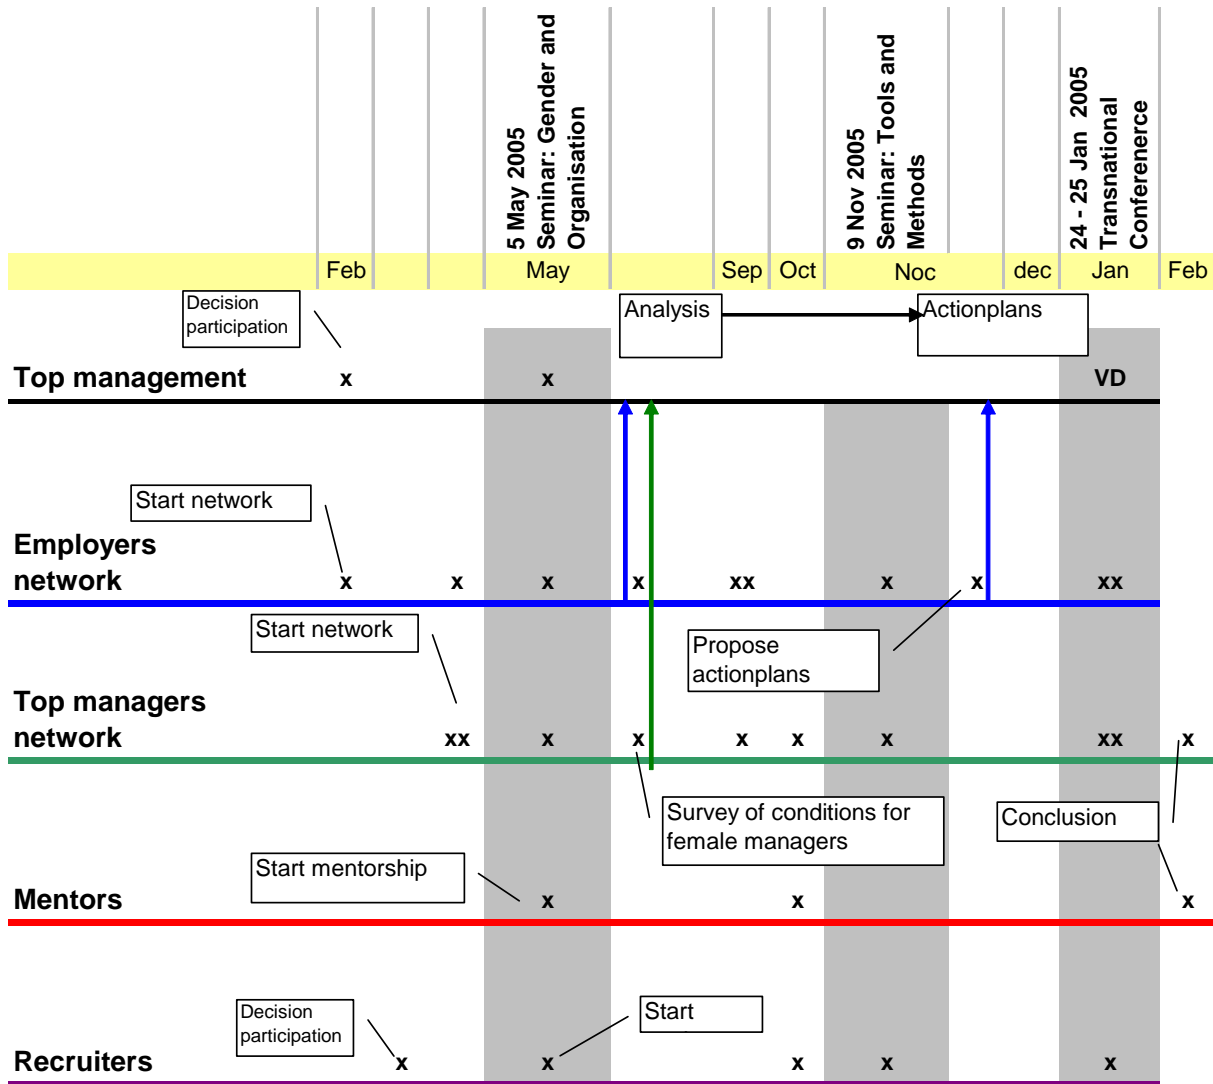 5 May 2005
Seminar: Gender and
Organisation
9 Nov 2005
Seminar: Tools and
Methods
24 - 25 Jan 2005
Transnational
Conferenerce
Feb May Sep Oct Noc dec Jan Feb
Decision
participation
Analysis
Actionplans
Top management x x VD
Start network
Employers
network x x x x xx x x xx
Start network
Propose
actionplans
Top managers
network xx x x x x x xx x
Survey of conditions for
female managers
Conclusion
Start mentorship
Mentors x x x
Decision
participation
Start
Recruiters x x x x x